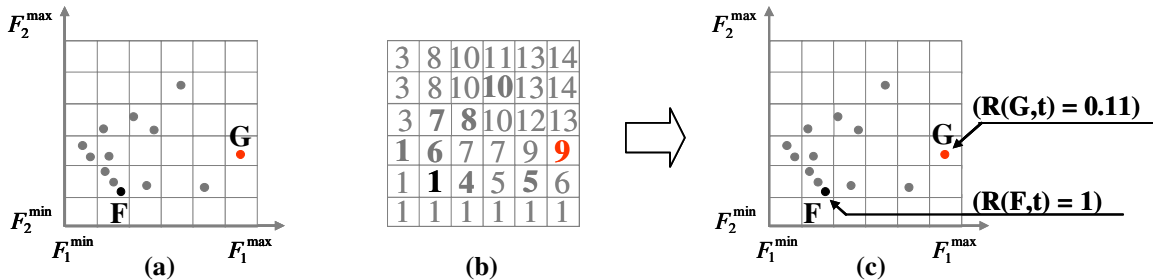 F₂ᵐᵃˣ
G
F
F₂ᵐⁱⁿ
F₁ᵐⁱⁿ F₁ᵐᵃˣ
(a)
3 8 10 11 13 14
3 8 10 10 13 14
3 7 8 10 12 13
1 6 7 7 9 9
1 1 4 5 5 6
1 1 1 1 1 1
(b)
F₂ᵐᵃˣ
(R(G,t) = 0.11)
G
(R(F,t) = 1)
F
F₂ᵐⁱⁿ
F₁ᵐⁱⁿ F₁ᵐᵃˣ
(c)